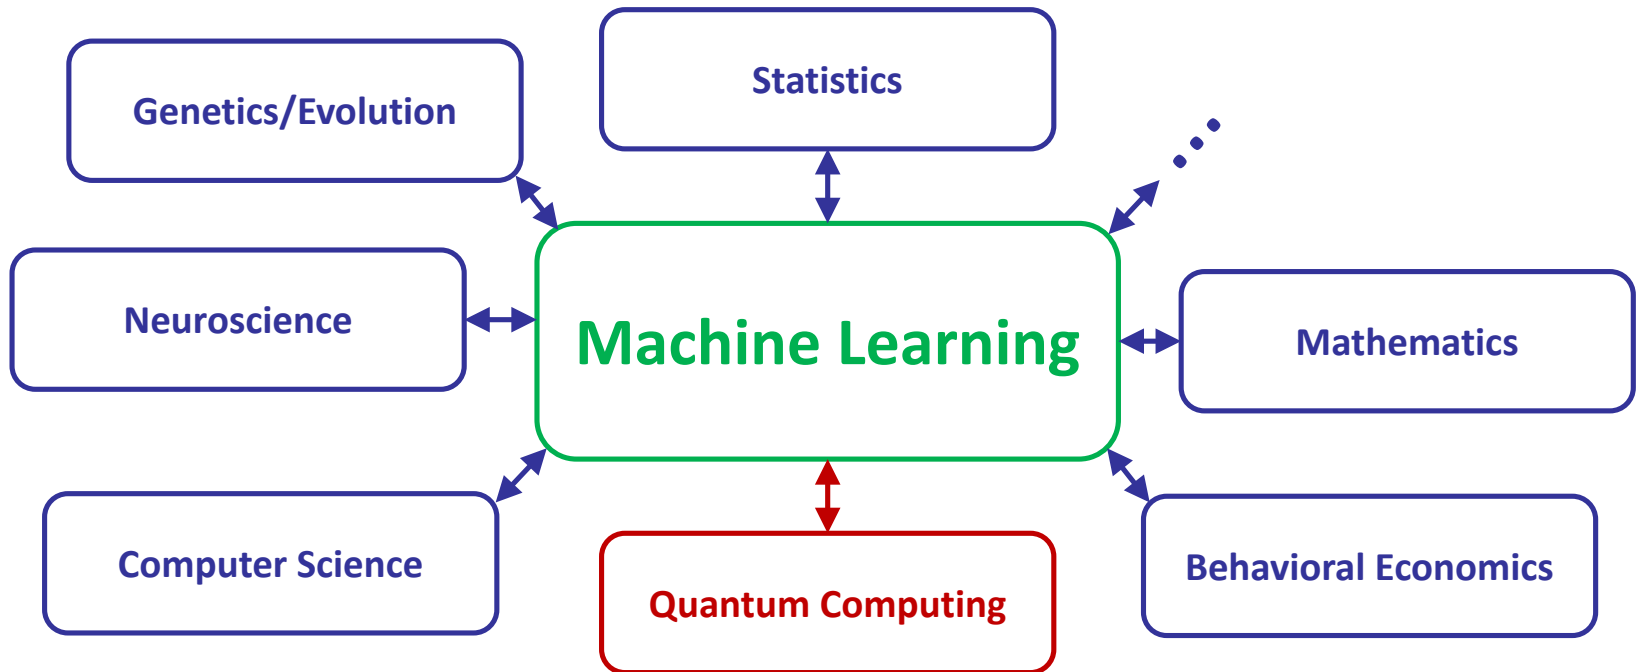 Statistics
Genetics/Evolution
Neuroscience
Machine Learning
Mathematics
Computer Science
Quantum Computing
Behavioral Economics